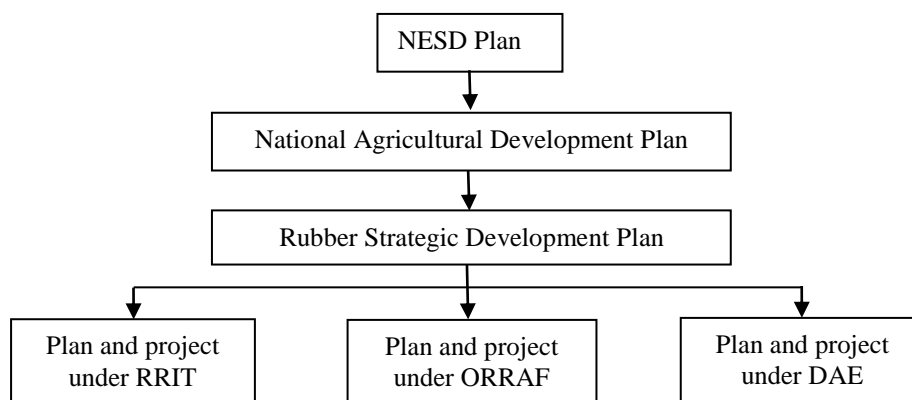 NESD Plan
National Agricultural Development Plan
Rubber Strategic Development Plan
Plan and project
under RRIT
Plan and project
under ORRAF
Plan and project
under DAE